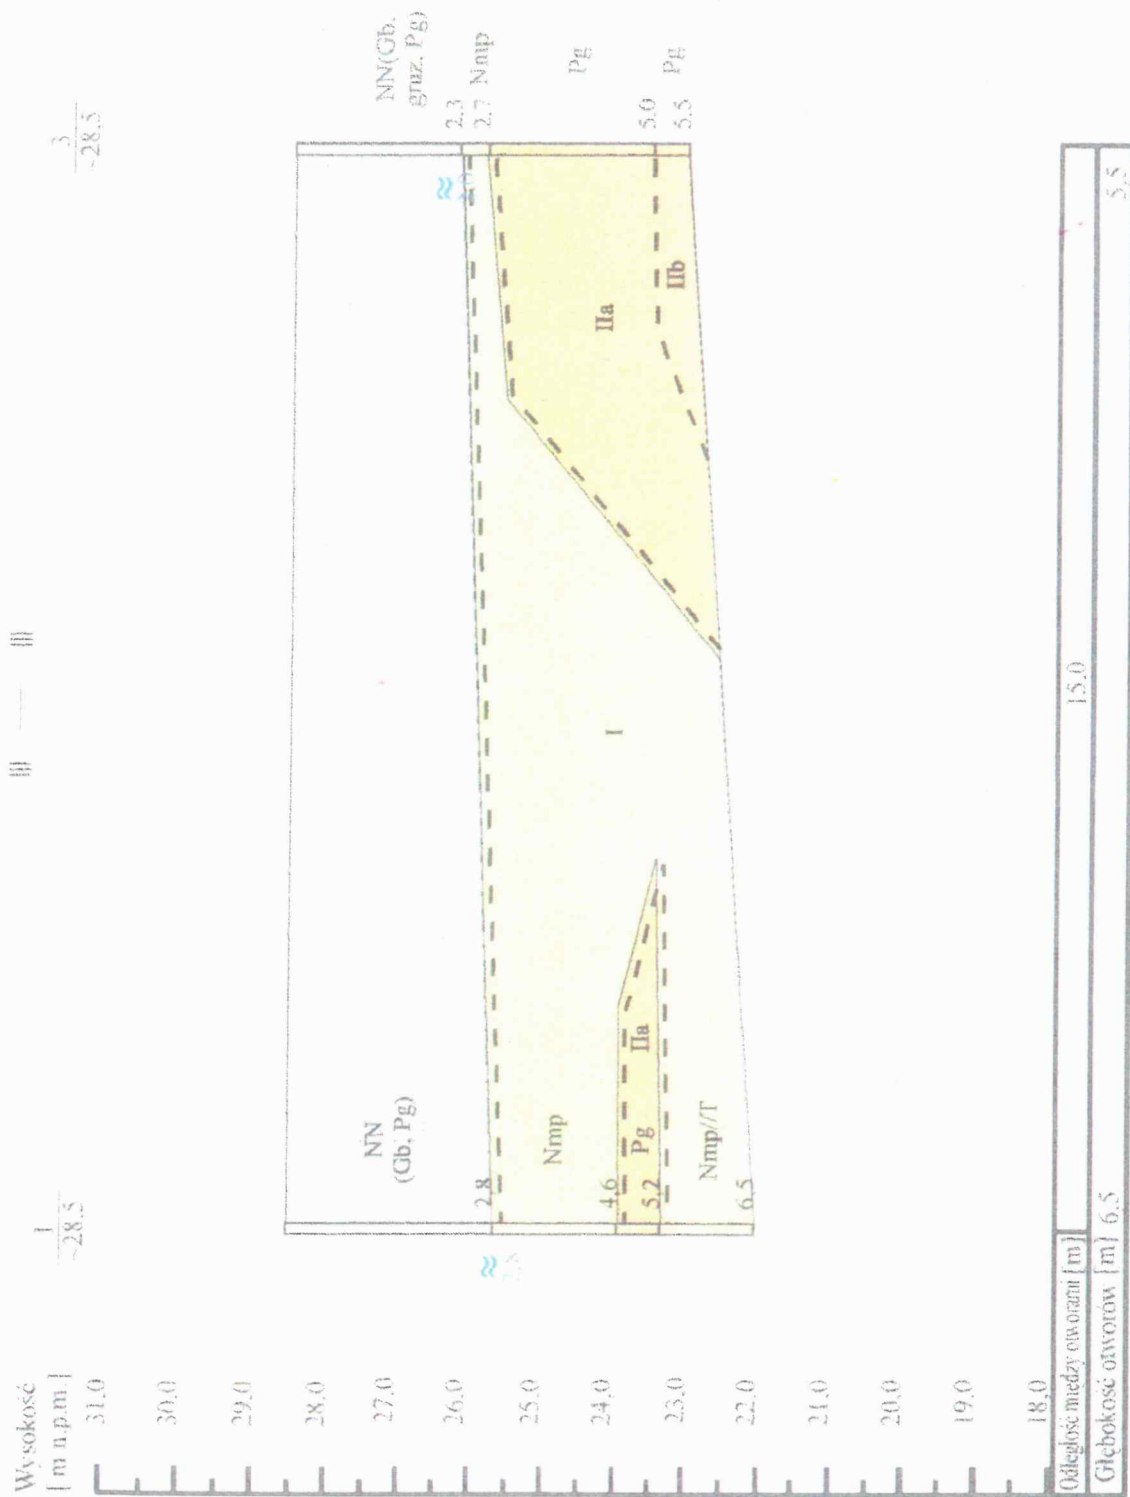 II — II
Wysokość
[m n.p.m.]
31.0
30.0
29.0
28.0
27.0
26.0
25.0
24.0
23.0
22.0
21.0
20.0
19.0
18,0
1
~28.5
3
~28,5
NN
(Gb, Pg)
2,8
Nmp
4,6
Pg
IIa
5,2
Nmp//T
6,5
I
IIa
IIb
NN(Gb.
gruz. Pg)
2.3
2.7 Nmp
Pg
5.0
Pg
5.5
Odległość między otworami [m]
15.0
Głębokość otworów [m]
6.5
5,5